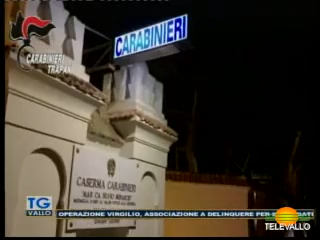 CARABINIERI
CARABINIERI
TRAPANI
CASERMA CARABINIERI
TG
VALLO
OPERAZIONE VIRGILIO, ASSOCIAZIONE A DELINQUERE PER
TELEVALLO